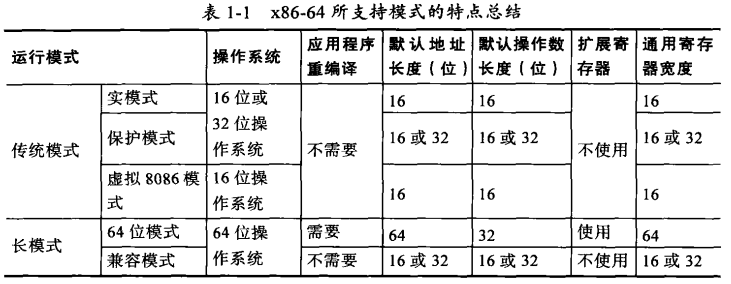 表 1-1 x86-64 所支持模式的特点总结
运行模式 操作系统 应用程序重编译 默认地址长度（位） 默认操作数长度（位） 扩展寄存器 通用寄存器宽度
传统模式 实模式 16 位或 32 位操作系统 不需要 16 16 不使用 16
保护模式 16 或 32 16 或 32 16 或 32
虚拟 8086 模式 16 位操作系统 16 16 16
长模式 64 位模式 64 位操作系统 需要 64 32 使用 64
兼容模式 不需要 16 或 32 16 或 32 不使用 16 或 32